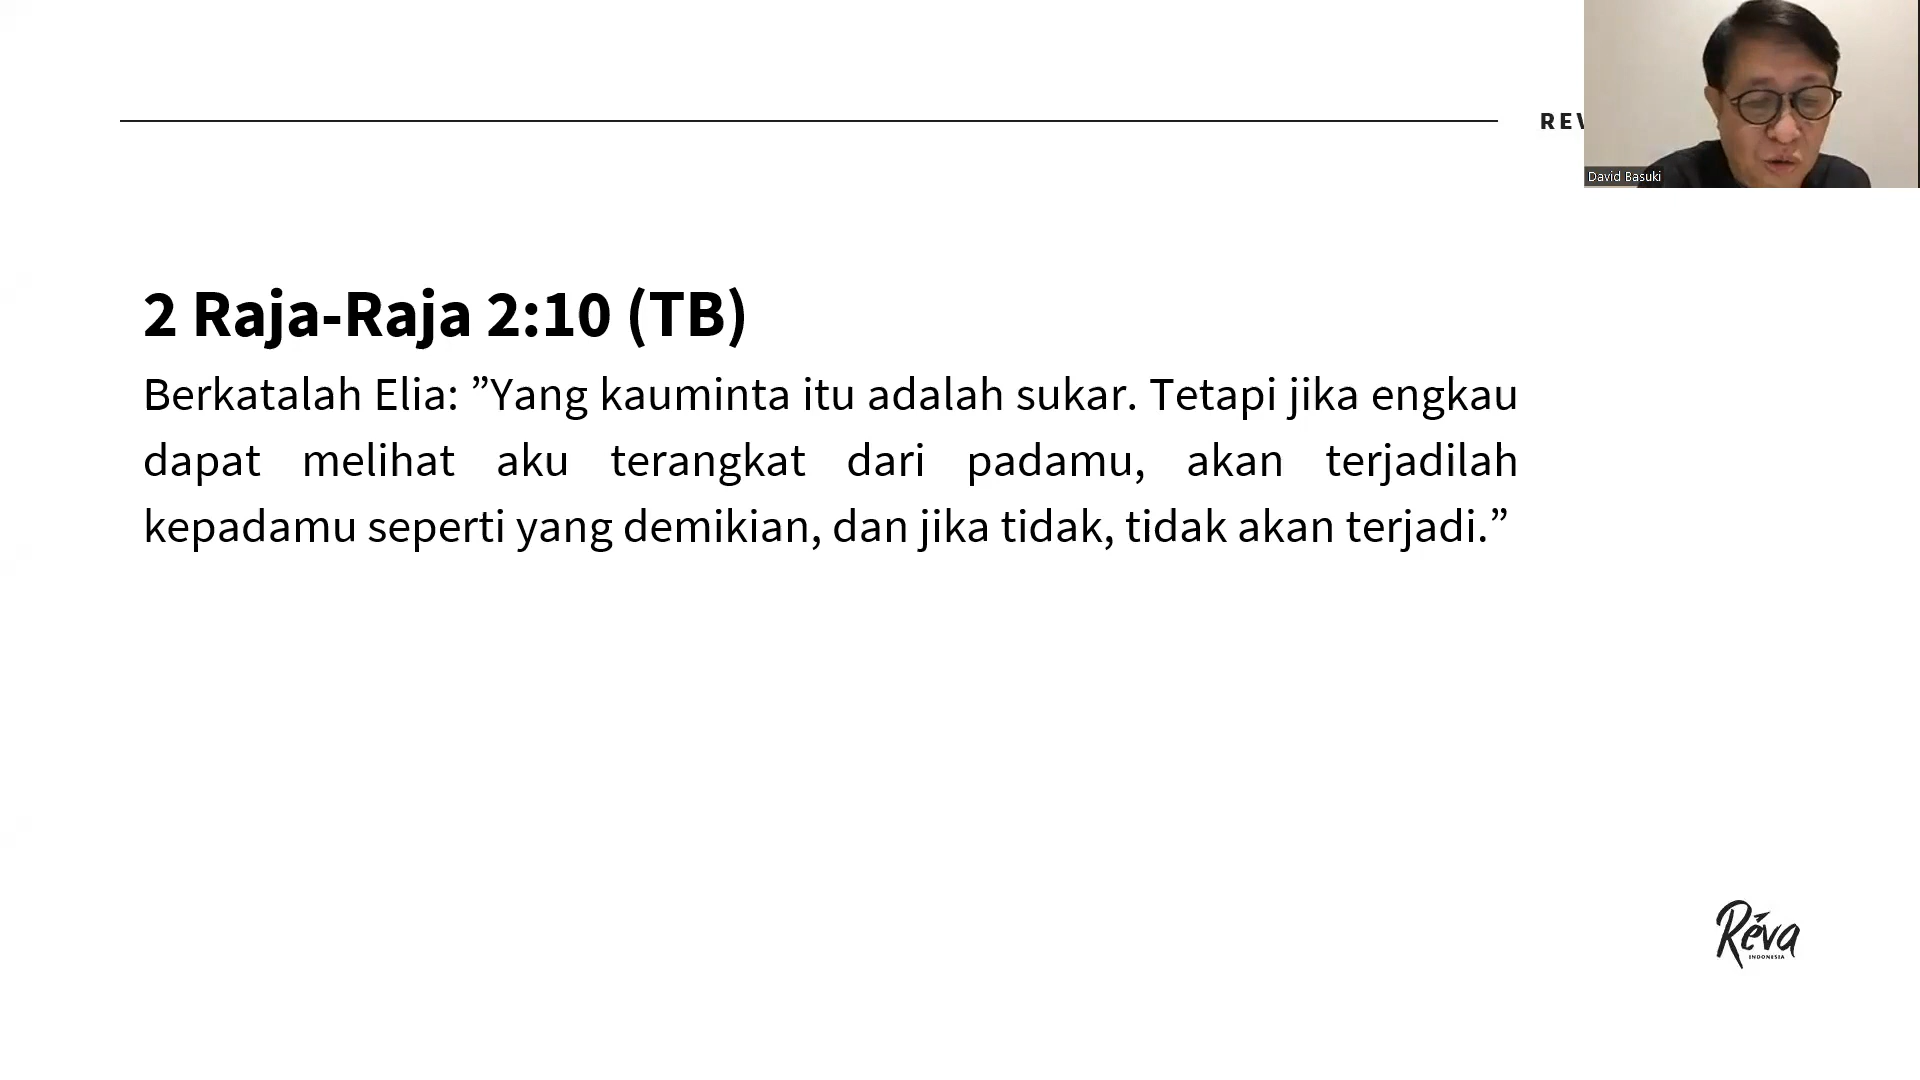 REV
David Basuki
2 Raja-Raja 2:10 (TB)
Berkatalah Elia: ”Yang kauminta itu adalah sukar. Tetapi jika engkau
dapat melihat aku terangkat dari padamu, akan terjadilah
kepadamu seperti yang demikian, dan jika tidak, tidak akan terjadi.”
Réva
INDONESIA